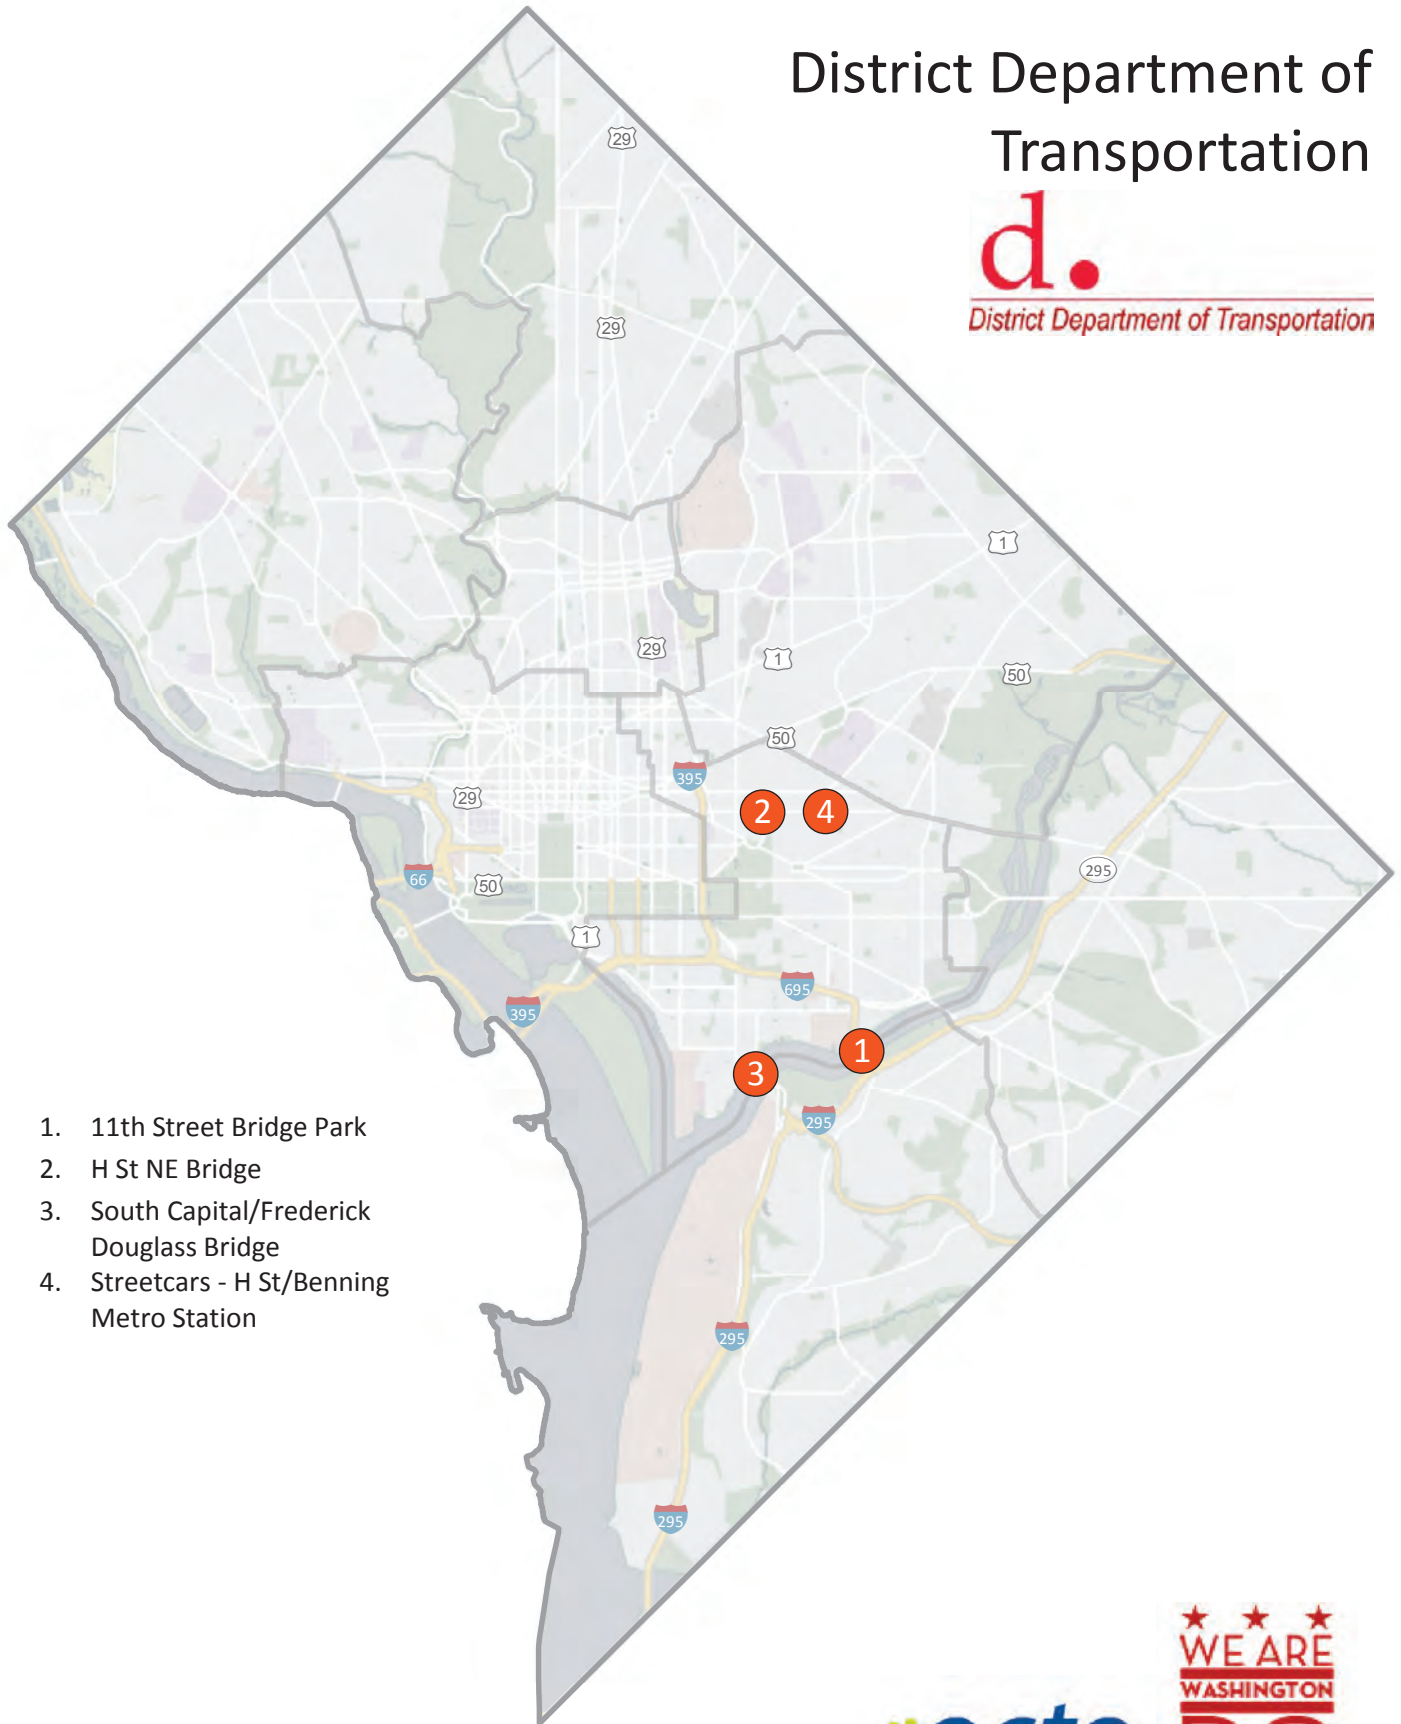 District Department of
Transportation
d.
District Department of Transportation
29
29
1
29
1
50
50
395
29
2
4
295
66
50
1
695
395
1
3
295
1. 11th Street Bridge Park
2. H St NE Bridge
3. South Capital/Frederick
Douglass Bridge
4. Streetcars - H St/Benning
Metro Station
295
295
WE ARE
WASHINGTON